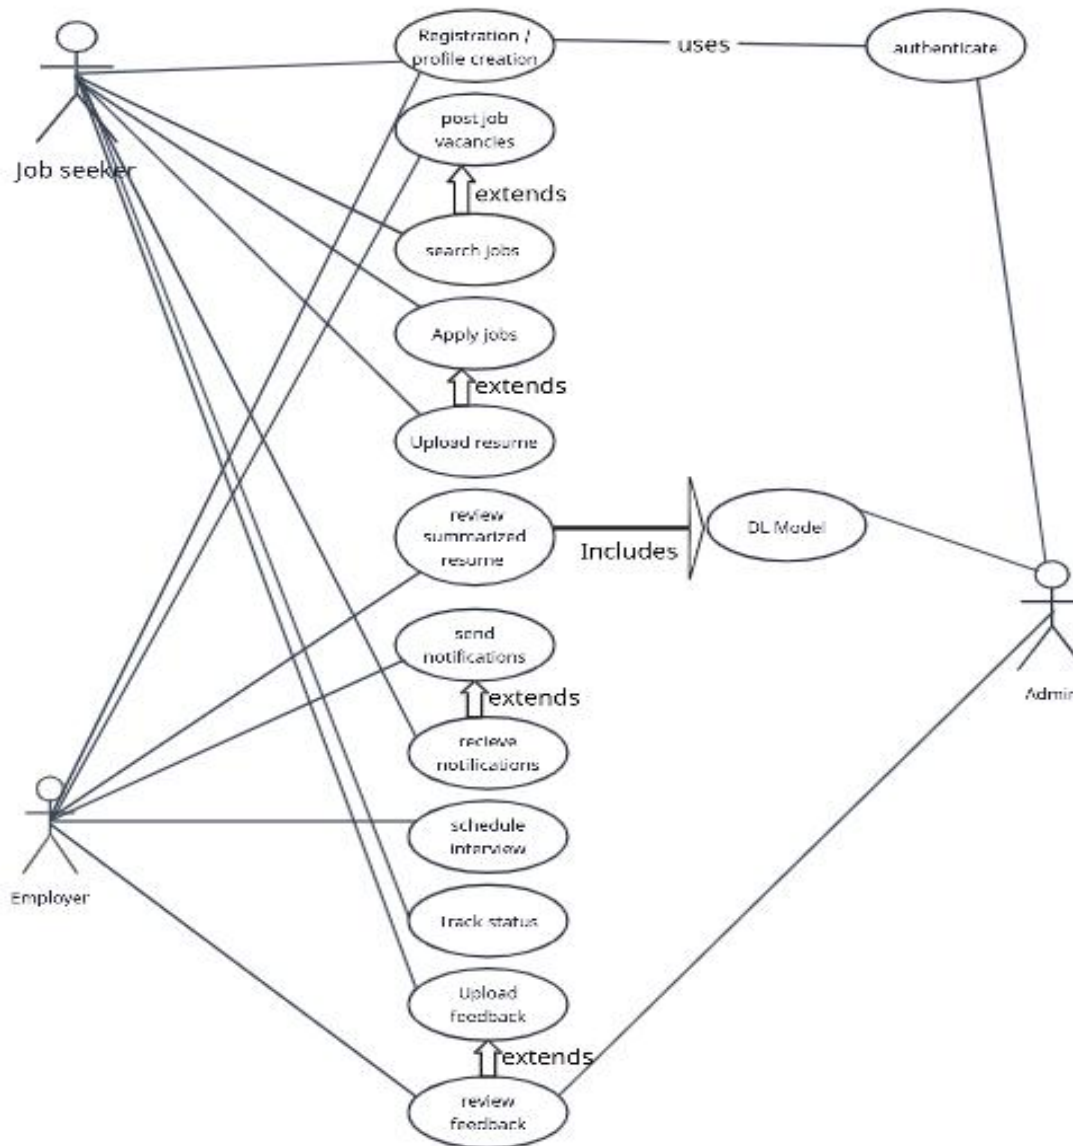 Registration /
profile creation
uses
authenticate
post job
vacancies
Job seeker
extends
search jobs
Apply jobs
extends
Upload resume
review
summarized
resume
Includes
DL Model
send
notifications
extends
Admin
recieve
notifications
schedule
interview
Employer
Track status
Upload
feedback
extends
review
feedback